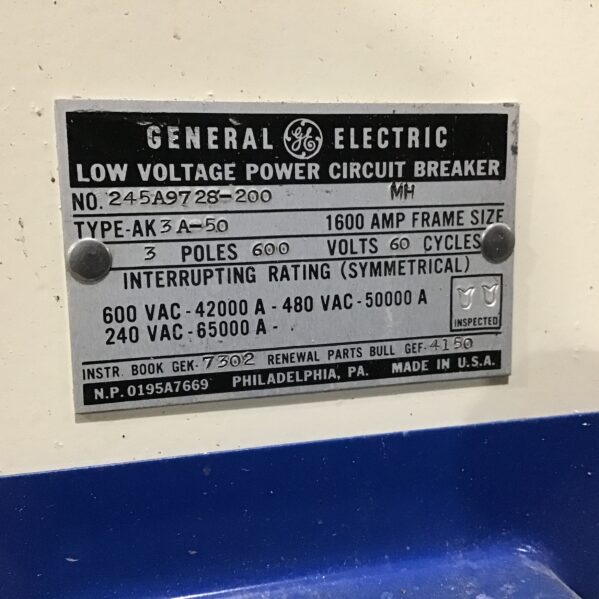 GENERAL GE ELECTRIC
LOW VOLTAGE POWER CIRCUIT BREAKER
NO. 245A9728-200 MH
TYPE-AK3A-50 1600 AMP FRAME SIZE
3 POLES 600 VOLTS 60 CYCLES
INTERRUPTING RATING (SYMMETRICAL)
600 VAC-42000 A-480 VAC-50000 A
240 VAC-65000 A-
INSPECTED
INSTR. BOOK GEK-7302 RENEWAL PARTS BULL GEF-4150
N.P. 0195A7669 PHILADELPHIA, PA. MADE IN U.S.A.